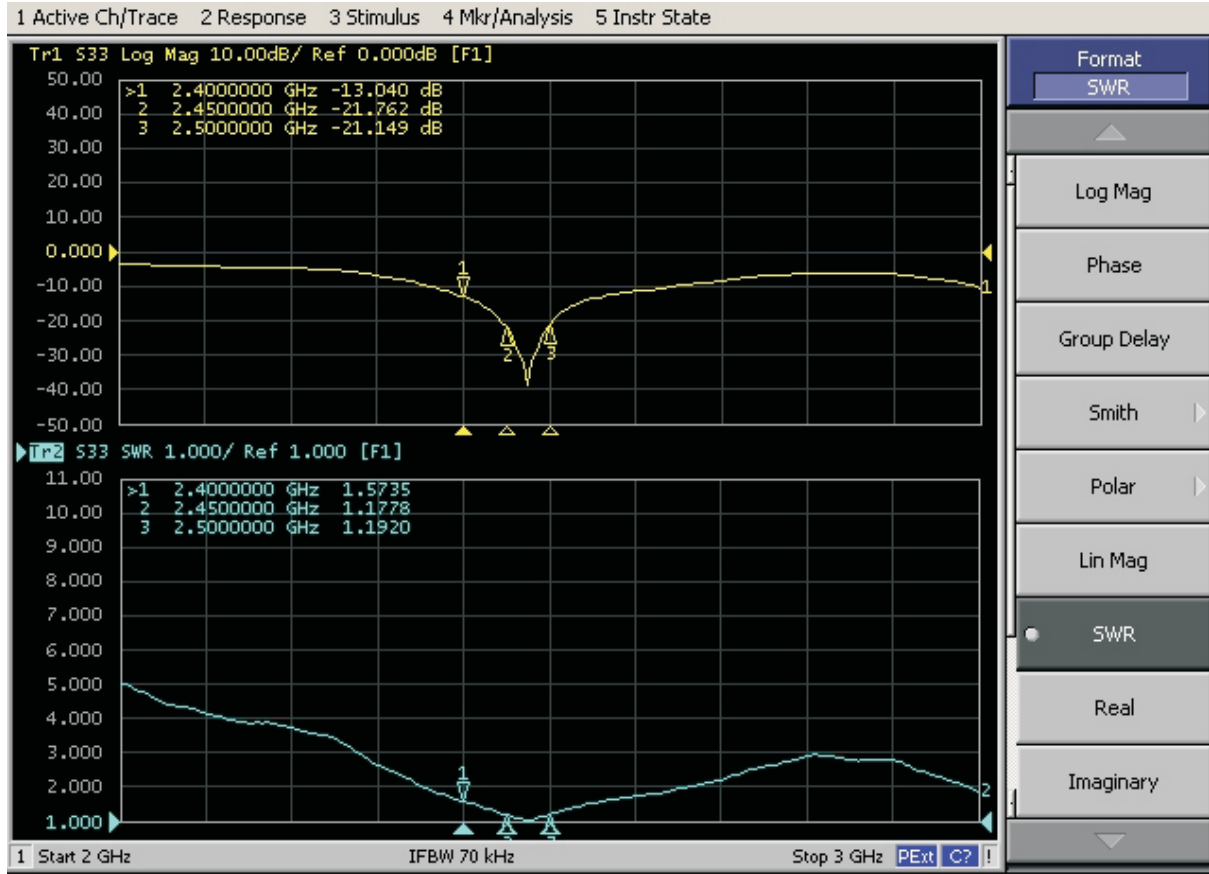 1 Active Ch/Trace 2 Response 3 Stimulus 4 Mkr/Analysis 5 Instr State
Tr1 S33 Log Mag 10.00dB/ Ref 0.000dB [F1]
50.00
>1 2.4000000 GHz -13.040 dB
2 2.4500000 GHz -21.762 dB
40.00
3 2.5000000 GHz -21.149 dB
30.00
20.00
10.00
0.000
1
-10.00
1
-20.00
2
3
-30.00
-40.00
-50.00
Tr2 S33 SWR 1.000/ Ref 1.000 [F1]
11.00
>1 2.4000000 GHz 1.5735
2 2.4500000 GHz 1.1778
10.00
3 2.5000000 GHz 1.1920
9.000
8.000
7.000
6.000
5.000
4.000
3.000
1
2.000
2
1.000
1 Start 2 GHz IFBW 70 kHz Stop 3 GHz PExt C? !
Format
SWR
Log Mag
Phase
Group Delay
Smith
Polar
Lin Mag
SWR
Real
Imaginary